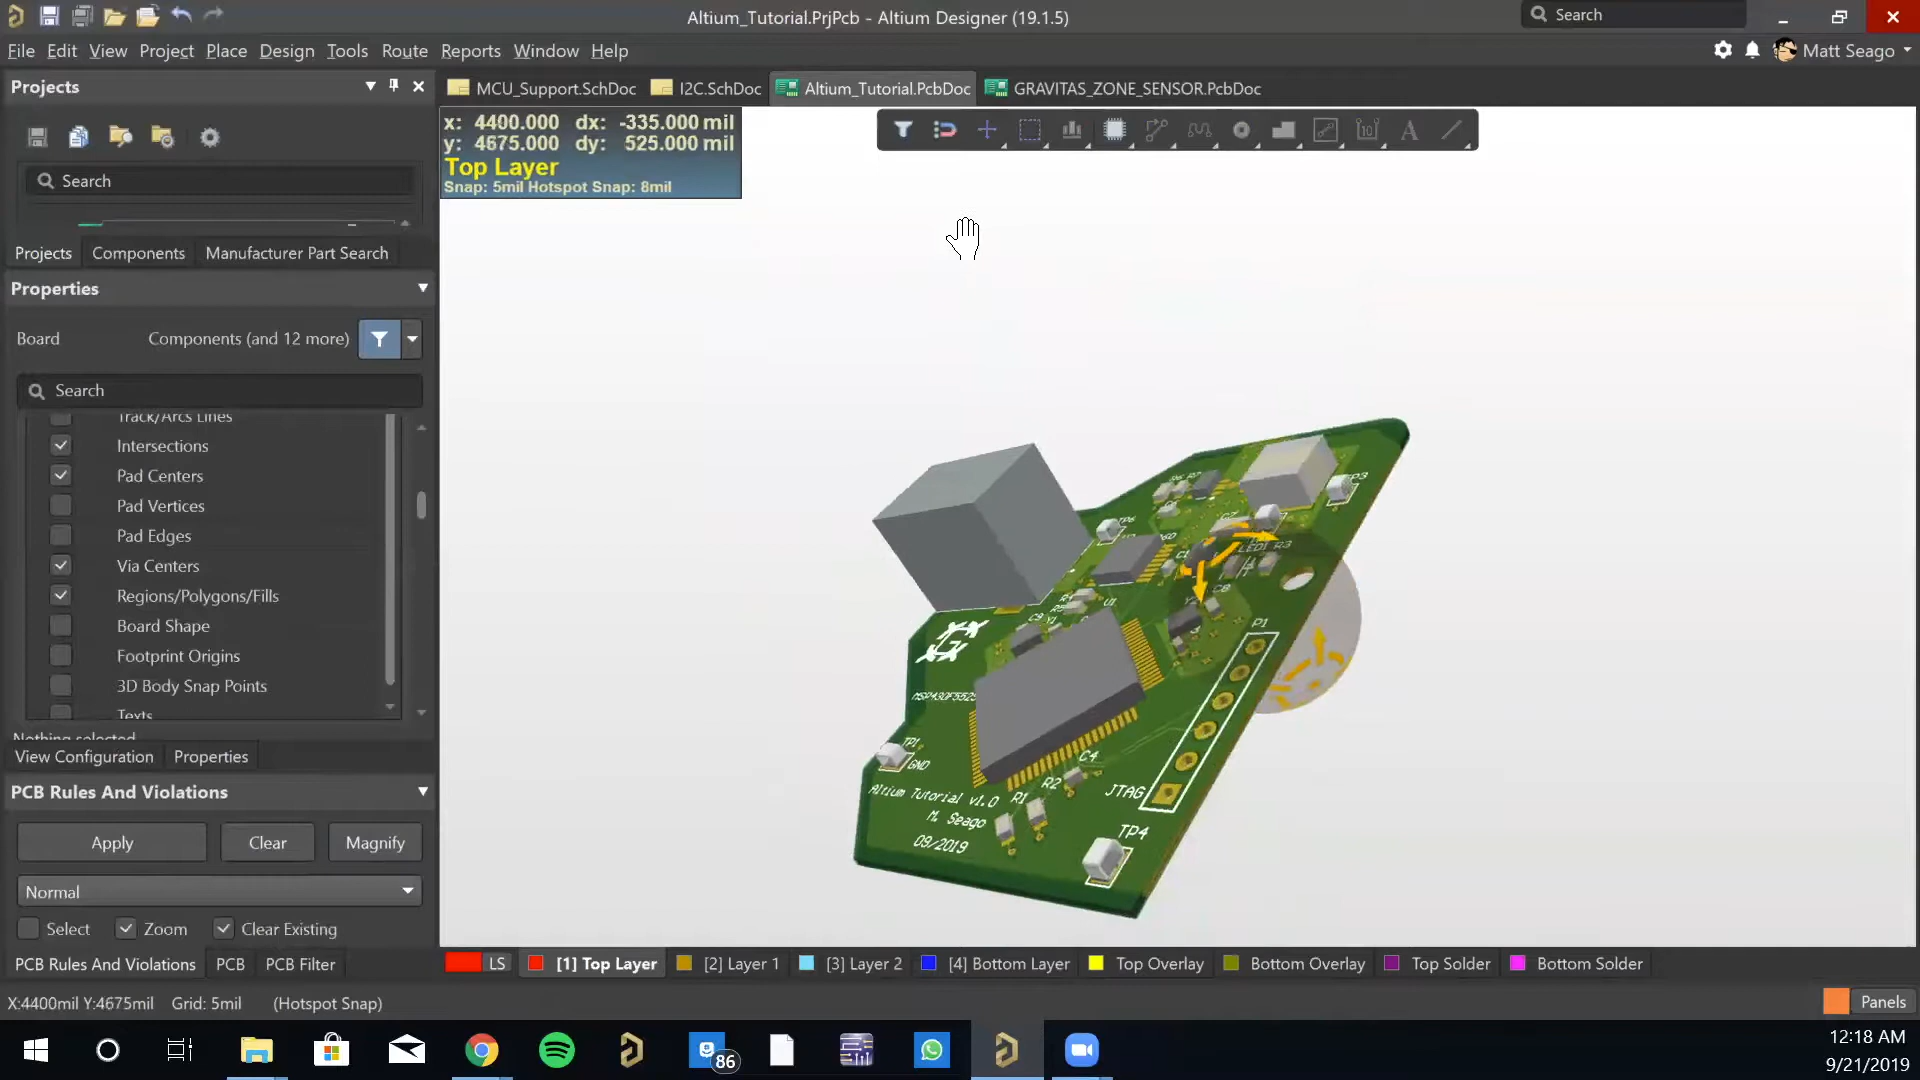 Altium_Tutorial.PrjPcb - Altium Designer (19.1.5)
Search
File Edit View Project Place Design Tools Route Reports Window Help
Matt Seago
Projects
MCU_Support.SchDoc I2C.SchDoc Altium_Tutorial.PcbDoc GRAVITAS_ZONE_SENSOR.PcbDoc
x: 4400.000 dx: -335.000 mil
y: 4675.000 dy: 525.000 mil
Top Layer
Snap: 5mil Hotspot Snap: 8mil
Search
Projects Components Manufacturer Part Search
Properties
Board Components (and 12 more)
Search
Track/Arcs Lines
Intersections
Pad Centers
Pad Vertices
Pad Edges
Via Centers
Regions/Polygons/Fills
Board Shape
Footprint Origins
3D Body Snap Points
Texts
Nothing selected
View Configuration Properties
PCB Rules And Violations
Apply Clear Magnify
Normal
Select Zoom Clear Existing
PCB Rules And Violations PCB PCB Filter
TP3
TP6
R3
C8
U1
P1
TP1
GND
C4
R2
R1
JTAG
Altium Tutorial v1.0
M. Seago
09/2019
TP4
LS [1] Top Layer [2] Layer 1 [3] Layer 2 [4] Bottom Layer Top Overlay Bottom Overlay Top Solder Bottom Solder
X:4400mil Y:4675mil Grid: 5mil (Hotspot Snap)
Panels
86
12:18 AM
9/21/2019